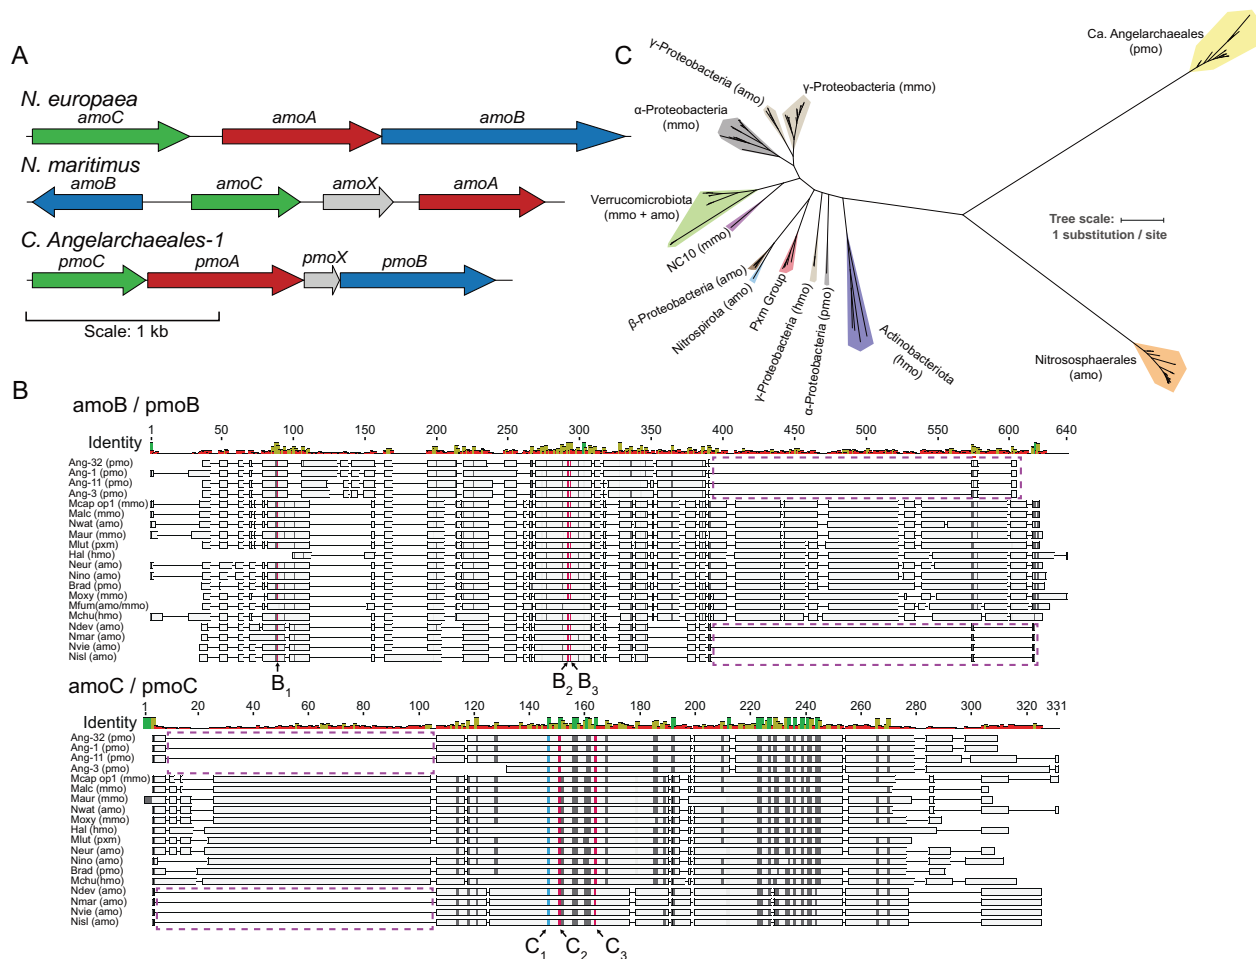 A
N. europaea
amoC amoA amoB
N. maritimus
amoB amoC amoX amoA
C. Angelarchaeales-1
pmoC pmoA pmoX pmoB
Scale: 1 kb
C
Ca. Angelarchaeales
(pmo)
γ-Proteobacteria (amo)
γ-Proteobacteria (mmo)
α-Proteobacteria
(mmo)
Verrucomicrobiota
(mmo + amo)
NC10 (mmo)
β-Proteobacteria (amo)
Nitrospirota (amo)
Pxm Group
γ-Proteobacteria (hmo)
α-Proteobacteria (pmo)
Actinobacteriota
(hmo)
Tree scale:
1 substitution / site
Nitrososphaerales
(amo)
B
amoB / pmoB
1 50 100 150 200 250 300 350 400 450 500 550 600 640
Identity
Ang-32 (pmo)
Ang-1 (pmo)
Ang-11 (pmo)
Ang-3 (pmo)
Mcap op1 (mmo)
Malc (mmo)
Nwat (amo)
Maur (mmo)
Mlut (pxm)
Hal (hmo)
Neur (amo)
Nino (amo)
Brad (pmo)
Moxy (mmo)
Mfum(amo/mmo)
Mchu(hmo)
Ndev (amo)
Nmar (amo)
Nvie (amo)
Nisl (amo)
B1 B2 B3
amoC / pmoC
1 20 40 60 80 100 120 140 160 180 200 220 240 260 280 300 320 331
Identity
Ang-32 (pmo)
Ang-1 (pmo)
Ang-11 (pmo)
Ang-3 (pmo)
Mcap op1 (mmo)
Malc (mmo)
Maur (mmo)
Nwat (amo)
Moxy (mmo)
Hal (hmo)
Mlut (pxm)
Neur (amo)
Nino (amo)
Brad (pmo)
Mchu(hmo)
Ndev (amo)
Nmar (amo)
Nvie (amo)
Nisl (amo)
C1 C2 C3